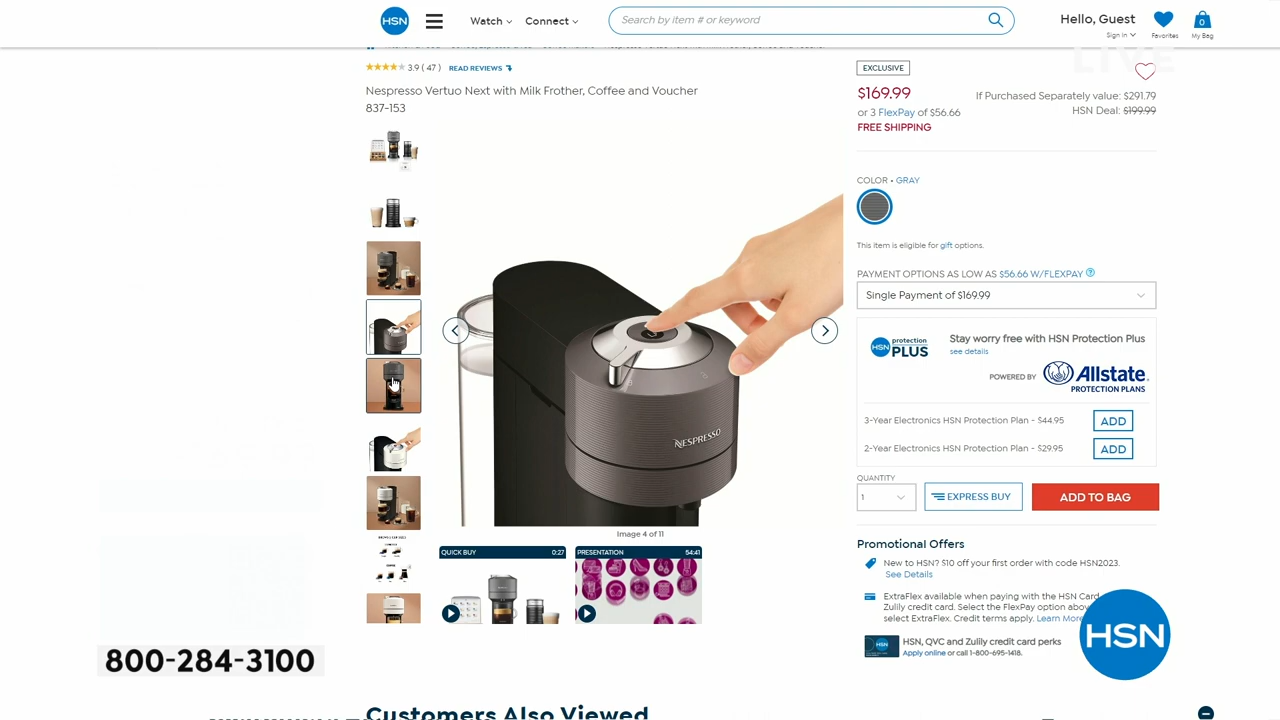 HSN
Watch
Connect
Search by item # or keyword
Hello, Guest
Sign In
Favorites
0
My Bag
LIVE
3.9 ( 47 )
READ REVIEWS
Nespresso Vertuo Next with Milk Frother, Coffee and Voucher
837-153
EXCLUSIVE
$169.99
If Purchased Separately value: $291.79
or 3 FlexPay of $56.66
HSN Deal: $199.99
FREE SHIPPING
COLOR • GRAY
This item is eligible for gift options.
PAYMENT OPTIONS AS LOW AS $56.66 W/FLEXPAY ?
Single Payment of $169.99
HSN protection PLUS
Stay worry free with HSN Protection Plus
see details
POWERED BY Allstate
PROTECTION PLANS
3-Year Electronics HSN Protection Plan - $44.95
ADD
2-Year Electronics HSN Protection Plan - $29.95
ADD
QUANTITY
1
EXPRESS BUY
ADD TO BAG
NESPRESSO
Image 4 of 11
QUICK BUY 0:27
PRESENTATION 54:41
Promotional Offers
New to HSN? $10 off your first order with code HSN2023.
See Details
ExtraFlex available when paying with the HSN Card
Zulily credit card. Select the FlexPay option above
select ExtraFlex. Credit terms apply. Learn More
HSN, QVC and Zulily credit card perks
Apply online or call 1-800-695-1418.
HSN
800-284-3100
Customers Also Viewed